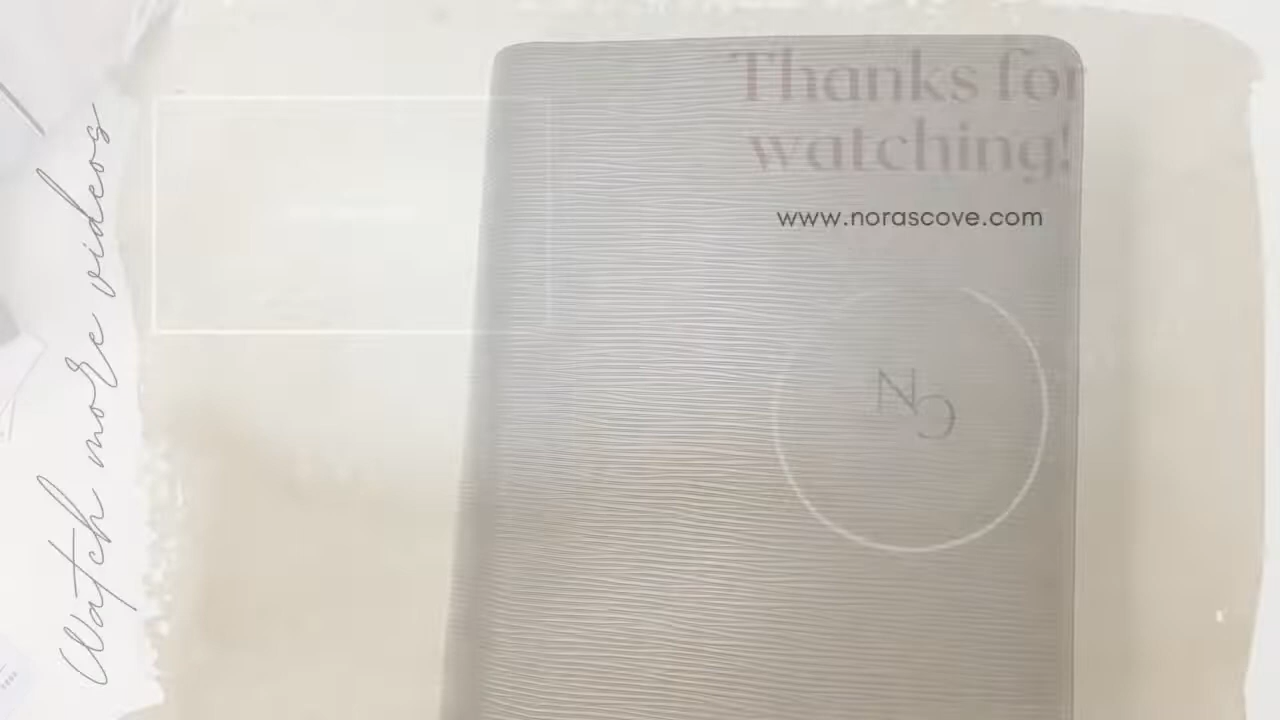 Watch more videos
Thanks for
watching!
www.norascove.com
NC